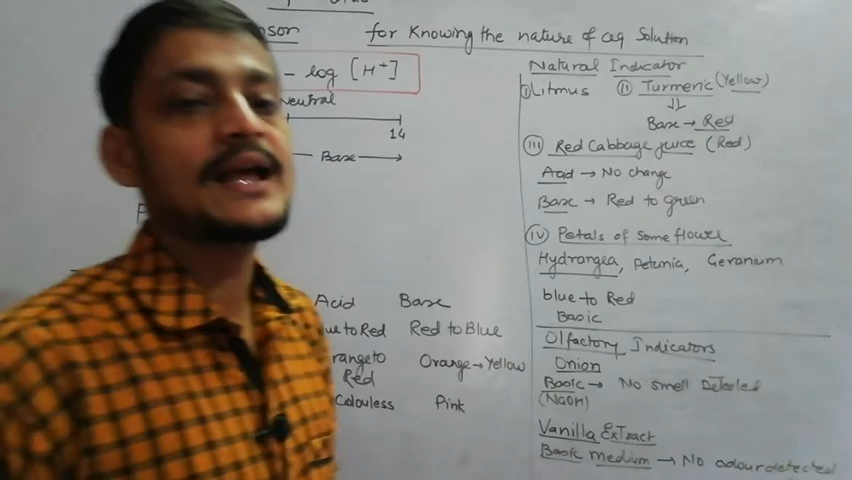 for Knowing the nature of aq Solution
- log [H+]
Neutral
14
Base
Acid Base
ue to Red Red to Blue
range to Orange → Yellow
Red
Colouless Pink
Natural Indicator
(I) Litmus (II) Turmeric (Yellow)
⇓
Base → Red
(III) Red Cabbage juice (Red)
Acid → No change
Base → Red to green
(IV) Petals of some flower
Hydrangea, Petunia, Geranium
blue to Red
Basic
Olfactory Indicators
Onion
Basic → No smell Detected
(NaOH)
Vanilla Extract
Basic medium → No odour detected